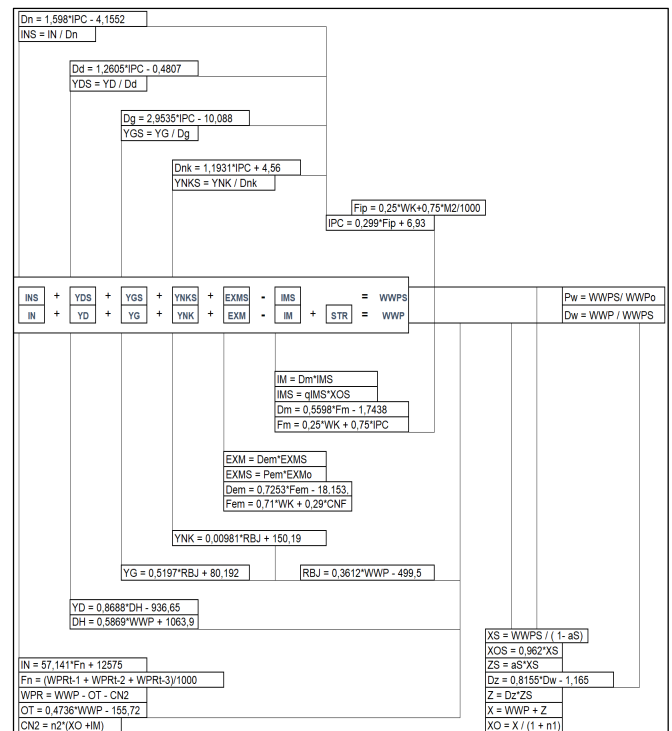 Dn = 1,598*IPC - 4,1552
INS = IN / Dn
Dd = 1,2605*IPC - 0,4807
YDS = YD / Dd
Dg = 2,9535*IPC - 10,088
YGS = YG / Dg
Dnk = 1,1931*IPC + 4,56
YNKS = YNK / Dnk
Fip = 0,25*WK+0,75*M2/1000
IPC = 0,299*Fip + 6,93
INS + YDS + YGS + YNKS + EXMS - IMS = WWPS
IN + YD + YG + YNK + EXM - IM + STR = WWP
Pw = WWPS/ WWPo
Dw = WWP / WWPS
IM = Dm*IMS
IMS = qIMS*XOS
Dm = 0,5598*Fm - 1,7438
Fm = 0,25*WK + 0,75*IPC
EXM = Dem*EXMS
EXMS = Pem*EXMo
Dem = 0,7253*Fem - 18,153,
Fem = 0,71*WK + 0,29*CNF
YNK = 0,00981*RBJ + 150,19
YG = 0,5197*RBJ + 80,192
RBJ = 0,3612*WWP - 499,5
YD = 0,8688*DH - 936,65
DH = 0,5869*WWP + 1063,9
IN = 57,141*Fn + 12575
Fn = (WPRt-1 + WPRt-2 + WPRt-3)/1000
WPR = WWP - OT - CN2
OT = 0,4736*WWP - 155,72
CN2 = n2*(XO +IM)
XS = WWPS / ( 1- aS)
XOS = 0,962*XS
ZS = aS*XS
Dz = 0,8155*Dw - 1,165
Z = Dz*ZS
X = WWP + Z
XO = X / (1 + n1)